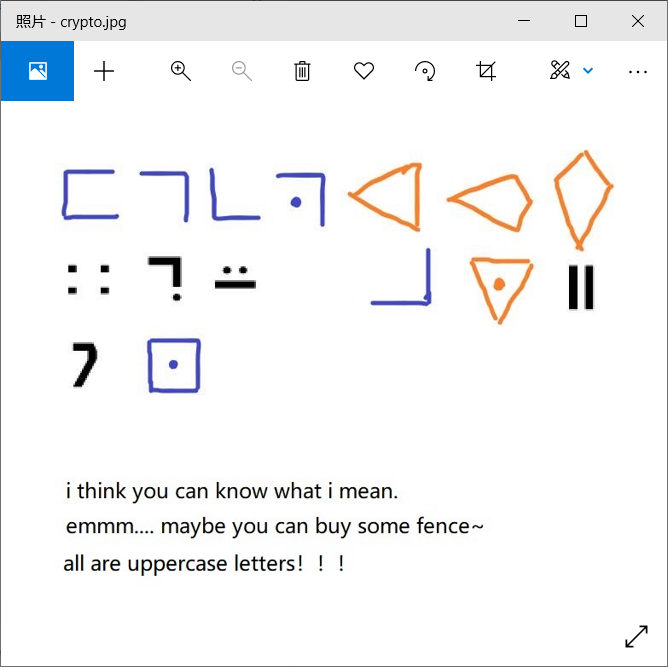 照片 - crypto.jpg
i think you can know what i mean.
emmm.... maybe you can buy some fence~
all are uppercase letters！！！